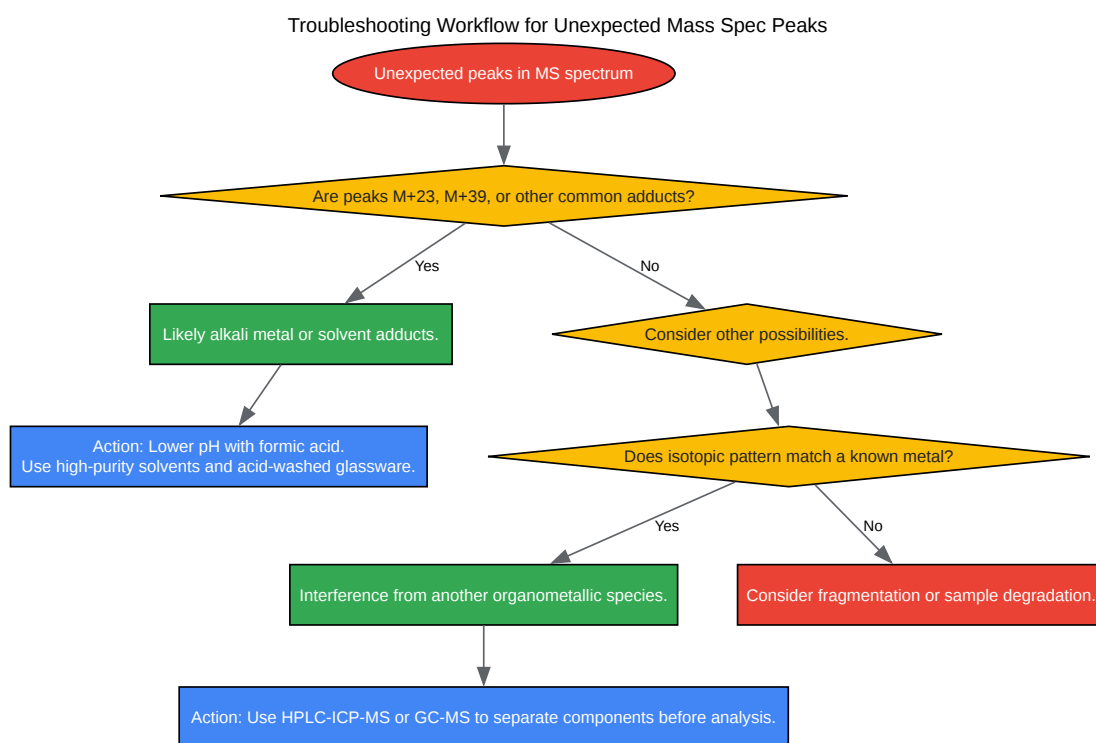 Troubleshooting Workflow for Unexpected Mass Spec Peaks
Unexpected peaks in MS spectrum
Are peaks M+23, M+39, or other common adducts?
Yes
No
Likely alkali metal or solvent adducts.
Consider other possibilities.
Action: Lower pH with formic acid.
Use high-purity solvents and acid-washed glassware.
Does isotopic pattern match a known metal?
Yes
No
Interference from another organometallic species.
Consider fragmentation or sample degradation.
Action: Use HPLC-ICP-MS or GC-MS to separate components before analysis.